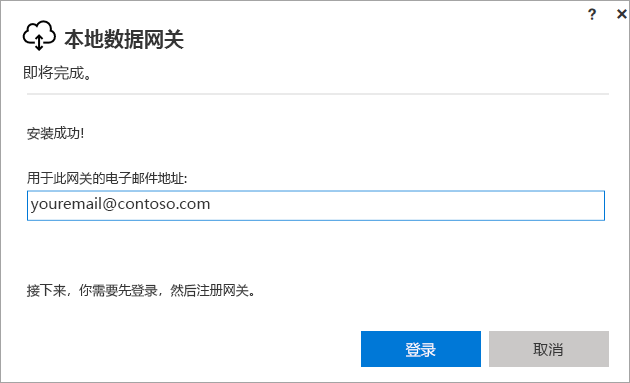 ? ×
本地数据网关
即将完成。
安装成功!
用于此网关的电子邮件地址:
youremail@contoso.com
接下来，你需要先登录，然后注册网关。
登录 取消